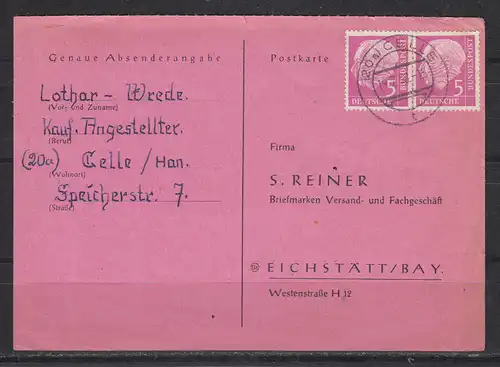 Genaue Absenderangabe
Lothar - Wrede.
(Vor- und Zuname)
Kauf. Angestellter
(Beruf)
(20a) Celle / Han.
(Wohnort)
Speicherstr. 7.
(Straße)
Postkarte
5
DEUTSCHE
BUNDESPOST
5
DEUTSCHE
BUNDESPOST
Firma
S. REINER
Briefmarken Versand- und Fachgeschäft
EICHSTÄTT/BAY.
Westenstraße H 12